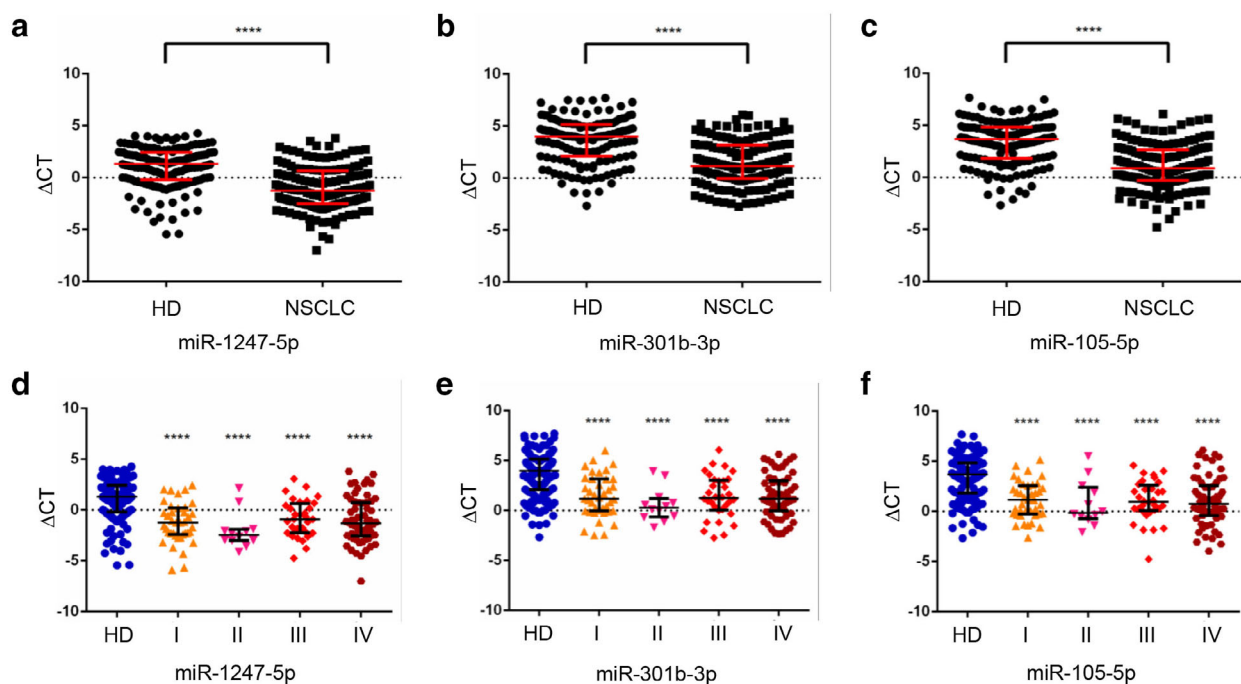 a
****
10
5
0
-5
-10
ΔCT
HD NSCLC
miR-1247-5p
b
****
10
5
0
-5
-10
ΔCT
HD NSCLC
miR-301b-3p
c
****
10
5
0
-5
-10
ΔCT
HD NSCLC
miR-105-5p
d
10
5
0
-5
-10
ΔCT
**** **** **** ****
HD I II III IV
miR-1247-5p
e
10
5
0
-5
-10
ΔCT
**** **** **** ****
HD I II III IV
miR-301b-3p
f
10
5
0
-5
-10
ΔCT
**** **** **** ****
HD I II III IV
miR-105-5p